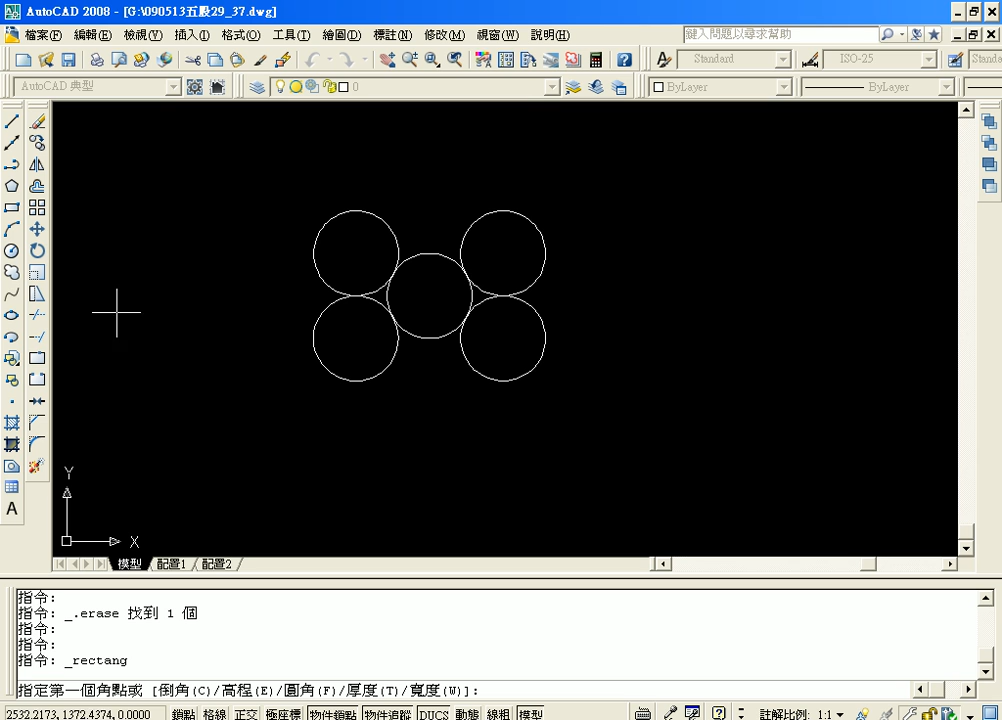 AutoCAD 2008 - [G:\090513五股29_37.dwg]
檔案(F) 編輯(E) 檢視(V) 插入(I) 格式(O) 工具(T) 繪圖(D) 標註(N) 修改(M) 視窗(W) 說明(H) 鍵入問題以尋求幫助
A Standard ISO-25 Standa
AutoCAD 典型 0 ByLayer ByLayer
A
Y
X
模型 配置1 配置2
指令:
指令: _.erase 找到 1 個
指令:
指令:
指令: _rectang
指定第一個角點或 [倒角(C)/高程(E)/圓角(F)/厚度(T)/寬度(W)]:
2532.2173, 1372.4374, 0.0000 鎖點 格線 正交 極座標 物件鎖點 物件追蹤 DUCS 動態 線粗 模型 註解比例: 1:1